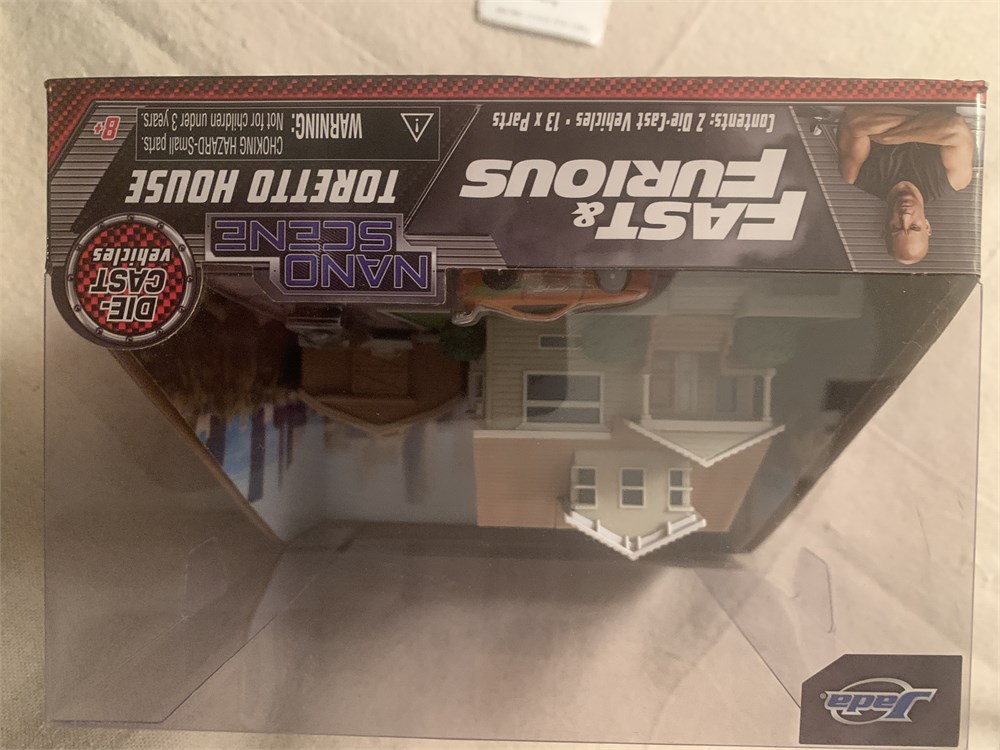 FAST &
FURIOUS
Contents: 2 Die-Cast Vehicles • 13 x Parts
NANO
SCENE
TORETTO HOUSE
WARNING:
CHOKING HAZARD-Small parts.
Not for children under 3 years.
8+
DIE-
CAST
vehicles
Jada